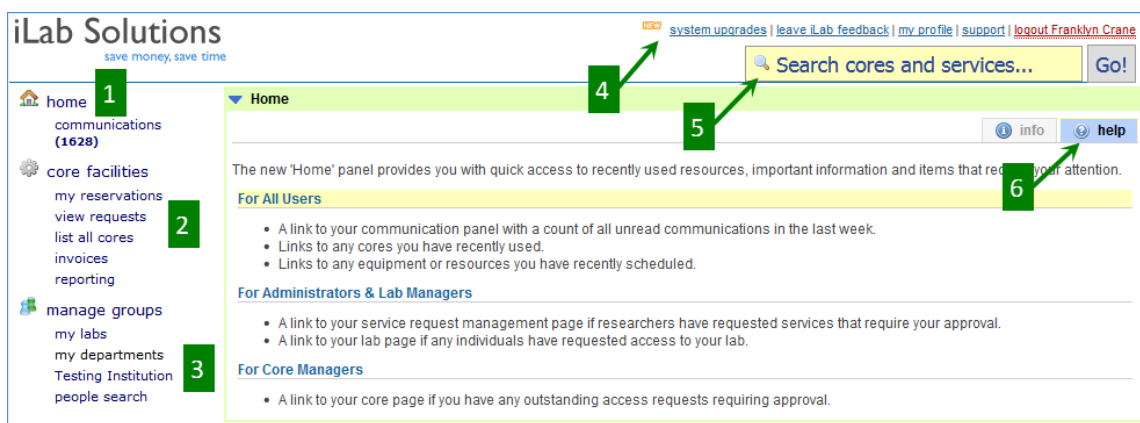 iLab Solutions
save money, save time
NEW system upgrades | leave iLab feedback | my profile | support | logout Franklyn Crane
4
Search cores and services... Go!
5
1
home
communications
(1628)
core facilities
my reservations
view requests
list all cores
invoices
reporting
2
manage groups
my labs
my departments
Testing Institution
people search
3
Home
info help
6
The new 'Home' panel provides you with quick access to recently used resources, important information and items that your attention.
For All Users
• A link to your communication panel with a count of all unread communications in the last week.
• Links to any cores you have recently used.
• Links to any equipment or resources you have recently scheduled.
For Administrators & Lab Managers
• A link to your service request management page if researchers have requested services that require your approval.
• A link to your lab page if any individuals have requested access to your lab.
For Core Managers
• A link to your core page if you have any outstanding access requests requiring approval.